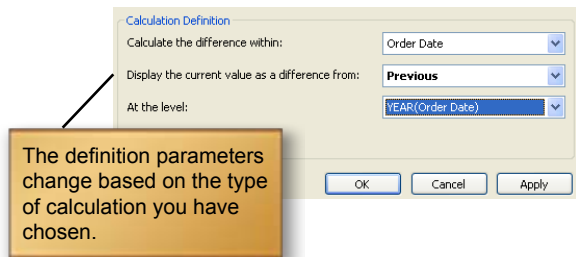 Calculation Definition
Calculate the difference within: Order Date
Display the current value as a difference from: Previous
At the level: YEAR(Order Date)
The definition parameters
change based on the type
of calculation you have
chosen.
OK Cancel Apply